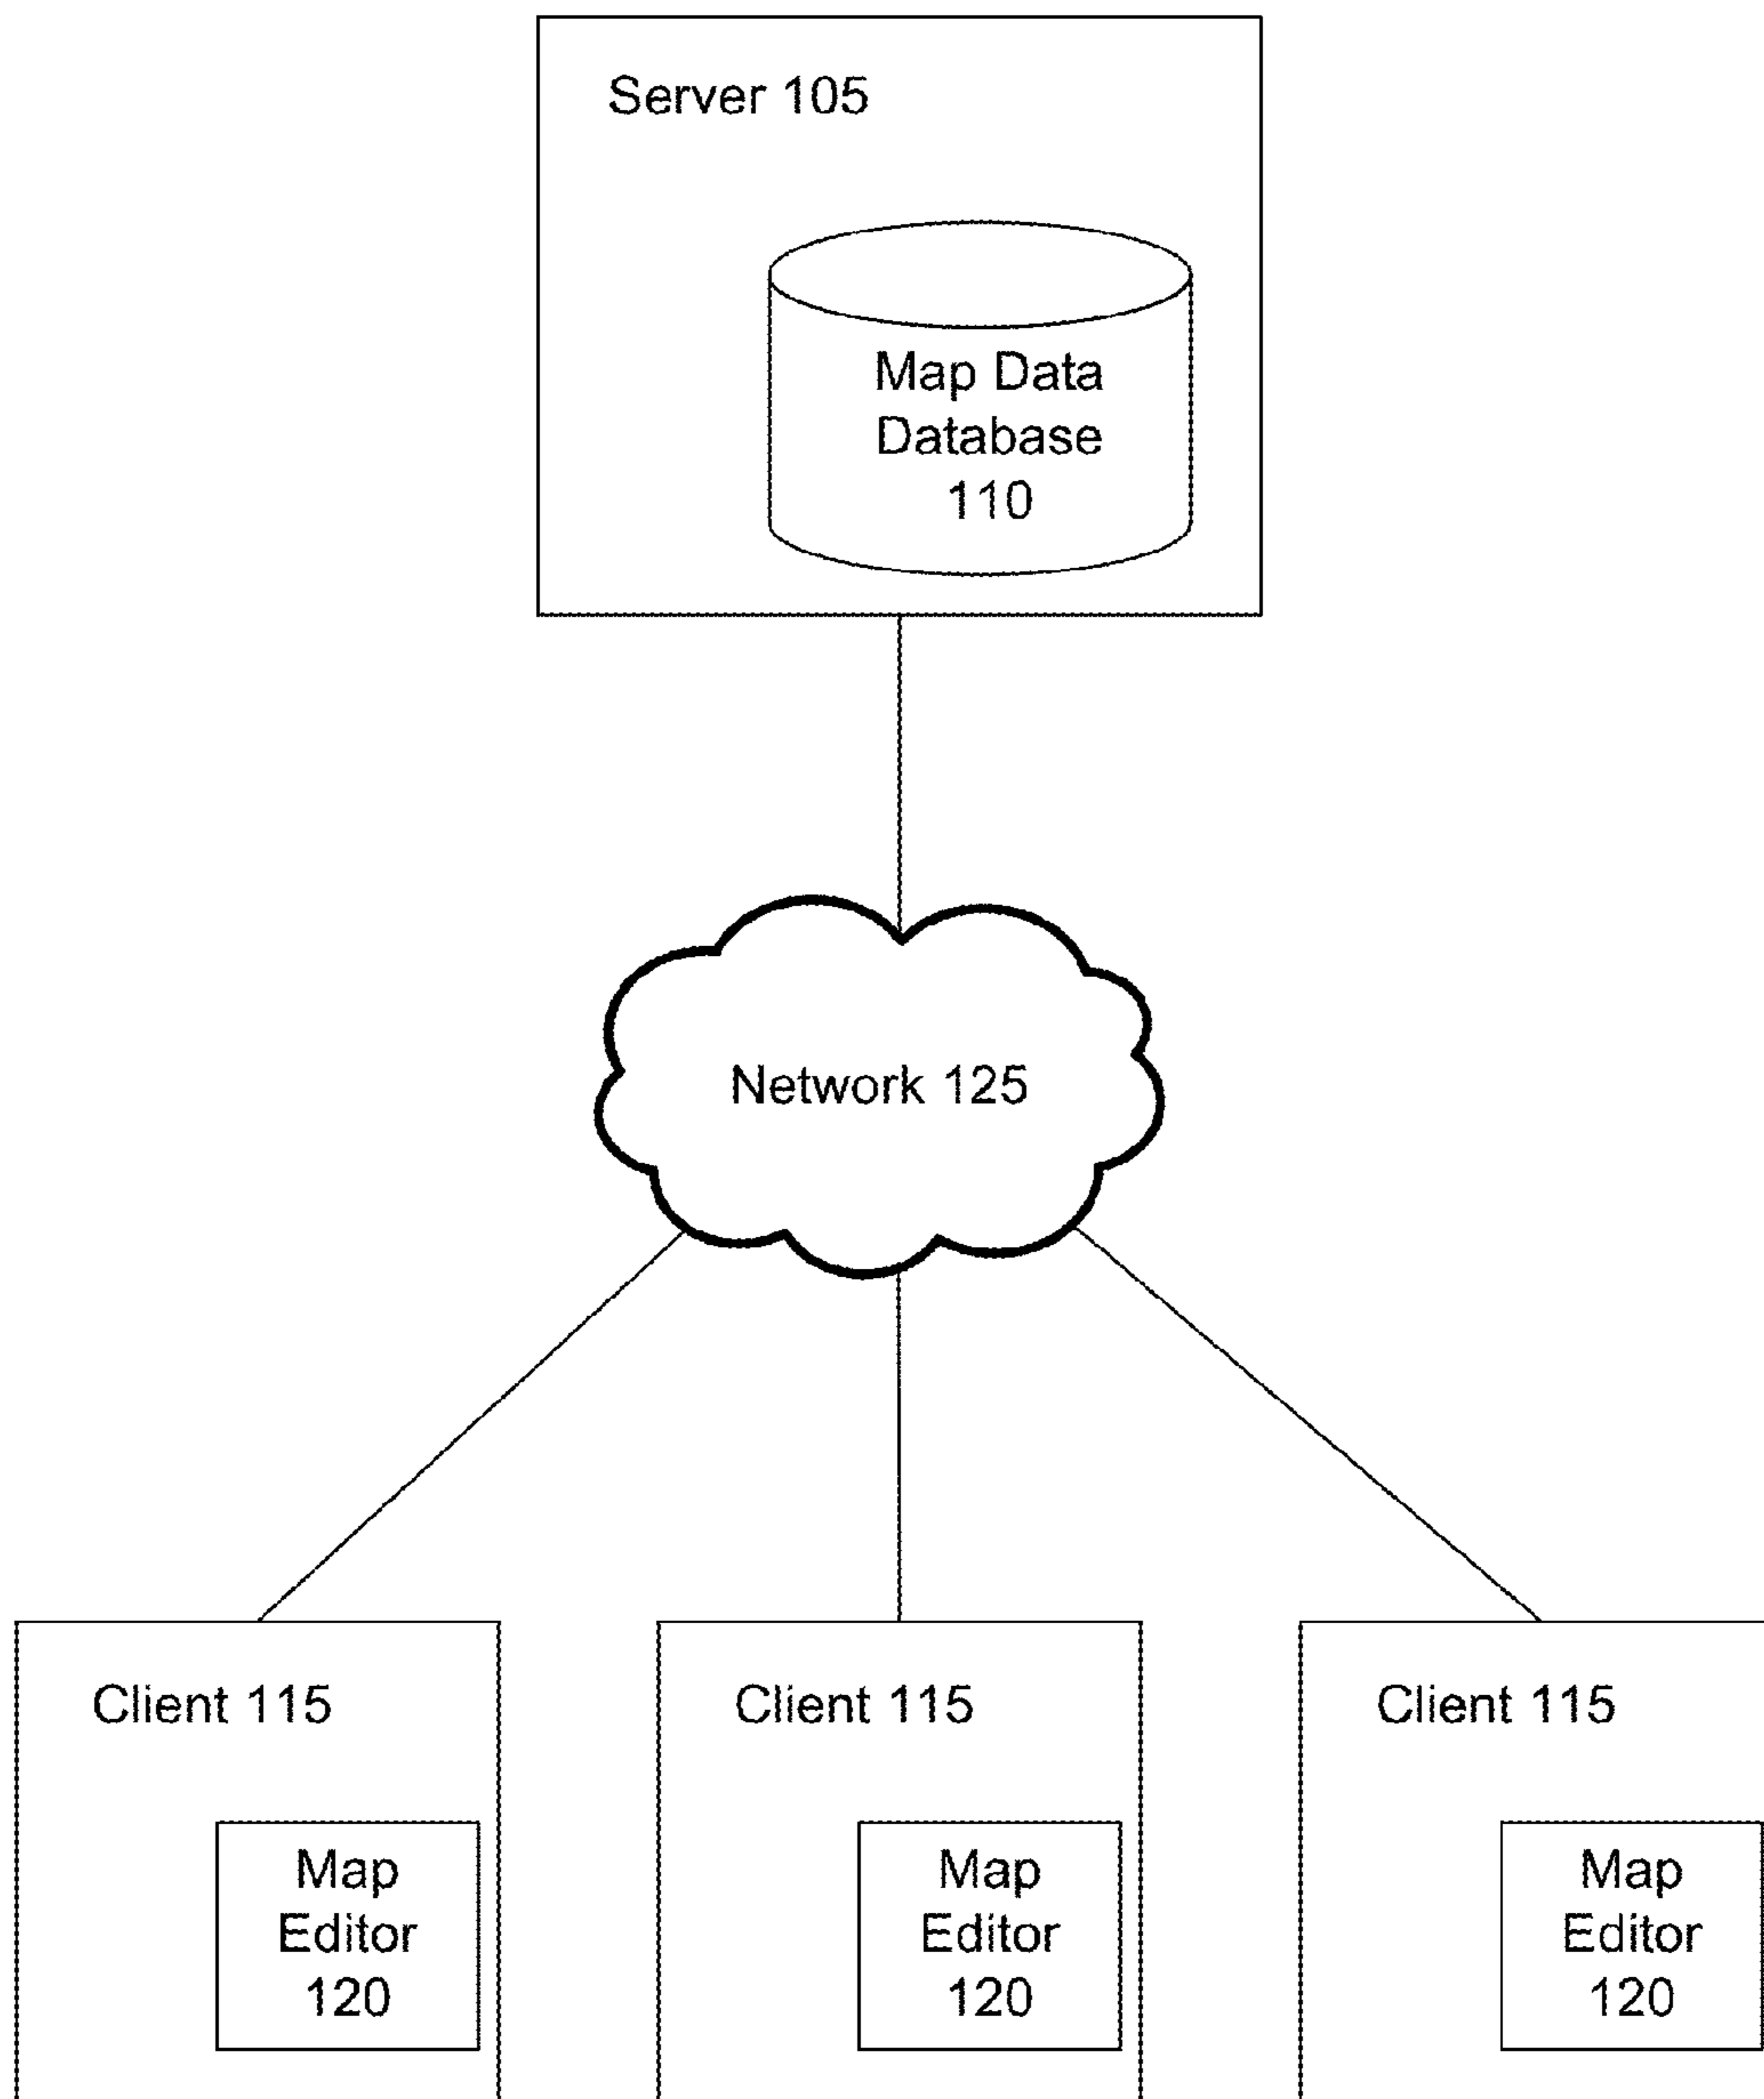 Server 105
Map Data
Database
110
Network 125
Client 115
Map
Editor
120
Client 115
Map
Editor
120
Client 115
Map
Editor
120